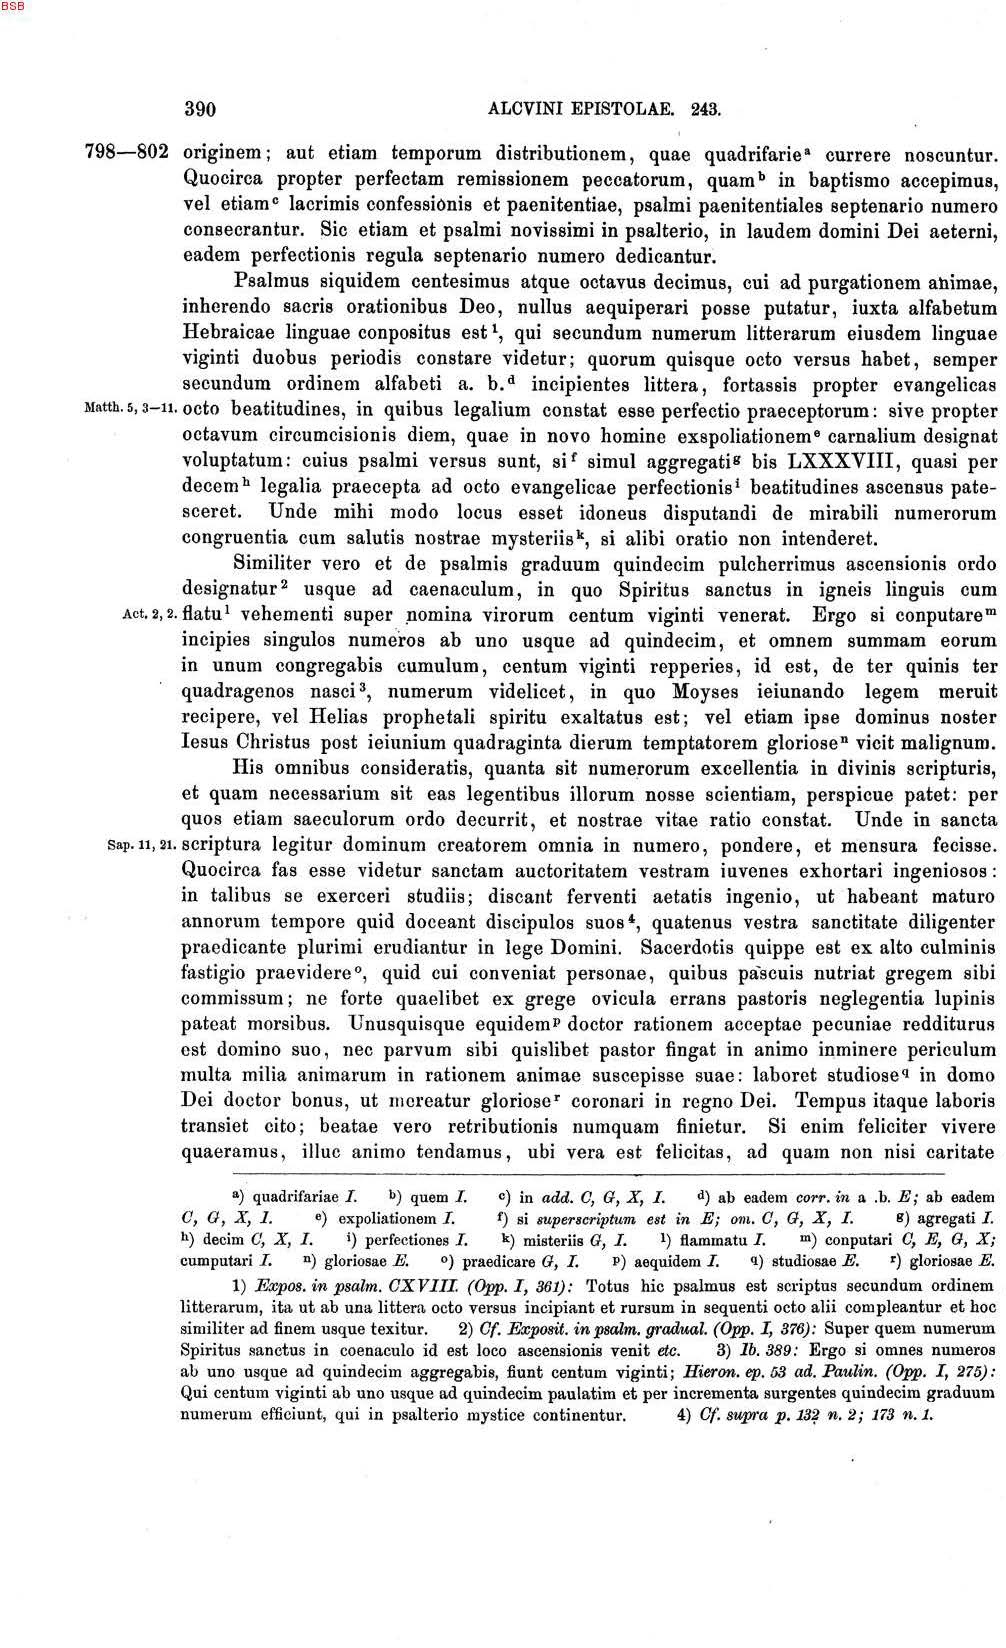 BSB
390 ALCVINI EPISTOLAE. 243.
798—802 originem; aut etiam temporum distributionem, quae quadrifarieᵃ currere noscuntur.
Quocirca propter perfectam remissionem peccatorum, quamᵇ in baptismo accepimus,
vel etiamᶜ lacrimis confessionis et paenitentiae, psalmi paenitentiales septenario numero
consecrantur. Sic etiam et psalmi novissimi in psalterio, in laudem domini Dei aeterni,
eadem perfectionis regula septenario numero dedicantur.
Psalmus siquidem centesimus atque octavus decimus, cui ad purgationem animae,
inherendo sacris orationibus Deo, nullus aequiperari posse putatur, iuxta alfabetum
Hebraicae linguae conpositus est¹, qui secundum numerum litterarum eiusdem linguae
viginti duobus periodis constare videtur; quorum quisque octo versus habet, semper
secundum ordinem alfabeti a. b.ᵈ incipientes littera, fortassis propter evangelicas
Matth. 5, 3—11. octo beatitudines, in quibus legalium constat esse perfectio praeceptorum: sive propter
octavum circumcisionis diem, quae in novo homine exspoliationemᵉ carnalium designat
voluptatum: cuius psalmi versus sunt, siᶠ simul aggregatiᵍ bis LXXXVIII, quasi per
decemʰ legalia praecepta ad octo evangelicae perfectionisⁱ beatitudines ascensus pate-
sceret. Unde mihi modo locus esset idoneus disputandi de mirabili numerorum
congruentia cum salutis nostrae mysteriisᵏ, si alibi oratio non intenderet.
Similiter vero et de psalmis graduum quindecim pulcherrimus ascensionis ordo
designatur² usque ad caenaculum, in quo Spiritus sanctus in igneis linguis cum
Act. 2, 2. flatuˡ vehementi super nomina virorum centum viginti venerat. Ergo si conputareᵐ
incipies singulos numeros ab uno usque ad quindecim, et omnem summam eorum
in unum congregabis cumulum, centum viginti repperies, id est, de ter quinis ter
quadragenos nasci³, numerum videlicet, in quo Moyses ieiunando legem meruit
recipere, vel Helias prophetali spiritu exaltatus est; vel etiam ipse dominus noster
Iesus Christus post ieiunium quadraginta dierum temptatorem glorioseⁿ vicit malignum.
His omnibus consideratis, quanta sit numerorum excellentia in divinis scripturis,
et quam necessarium sit eas legentibus illorum nosse scientiam, perspicue patet: per
quos etiam saeculorum ordo decurrit, et nostrae vitae ratio constat. Unde in sancta
Sap. 11, 21. scriptura legitur dominum creatorem omnia in numero, pondere, et mensura fecisse.
Quocirca fas esse videtur sanctam auctoritatem vestram iuvenes exhortari ingeniosos:
in talibus se exerceri studiis; discant ferventi aetatis ingenio, ut habeant maturo
annorum tempore quid doceant discipulos suos⁴, quatenus vestra sanctitate diligenter
praedicante plurimi erudiantur in lege Domini. Sacerdotis quippe est ex alto culminis
fastigio praevidereᵒ, quid cui conveniat personae, quibus pascuis nutriat gregem sibi
commissum; ne forte quaelibet ex grege ovicula errans pastoris neglegentia lupinis
pateat morsibus. Unusquisque equidemᵖ doctor rationem acceptae pecuniae redditurus
est domino suo, nec parvum sibi quislibet pastor fingat in animo inminere periculum
multa milia animarum in rationem animae suscepisse suae: laboret studiose𐞥 in domo
Dei doctor bonus, ut mereatur glorioseʳ coronari in regno Dei. Tempus itaque laboris
transiet cito; beatae vero retributionis numquam finietur. Si enim feliciter vivere
quaeramus, illuc animo tendamus, ubi vera est felicitas, ad quam non nisi caritate
a) quadrifariae I. b) quem I. c) in add. C, G, X, I. d) ab eadem corr. in a .b. E; ab eadem
C, G, X, I. e) expoliationem I. f) si superscriptum est in E; om. C, G, X, I. g) agregati I.
h) decim C, X, I. i) perfectiones I. k) misteriis G, I. l) flammatu I. m) conputari C, E, G, X;
cumputari I. n) gloriosae E. o) praedicare G, I. p) aequidem I. q) studiosae E. r) gloriosae E.
1) Expos. in psalm. CXVIII. (Opp. I, 361): Totus hic psalmus est scriptus secundum ordinem
litterarum, ita ut ab una littera octo versus incipiant et rursum in sequenti octo alii compleantur et hoc
similiter ad finem usque texitur. 2) Cf. Exposit. in psalm. gradual. (Opp. I, 376): Super quem numerum
Spiritus sanctus in coenaculo id est loco ascensionis venit etc. 3) Ib. 389: Ergo si omnes numeros
ab uno usque ad quindecim aggregabis, fiunt centum viginti; Hieron. ep. 53 ad. Paulin. (Opp. I, 275):
Qui centum viginti ab uno usque ad quindecim paulatim et per incrementa surgentes quindecim graduum
numerum efficiunt, qui in psalterio mystice continentur. 4) Cf. supra p. 132 n. 2; 173 n. 1.